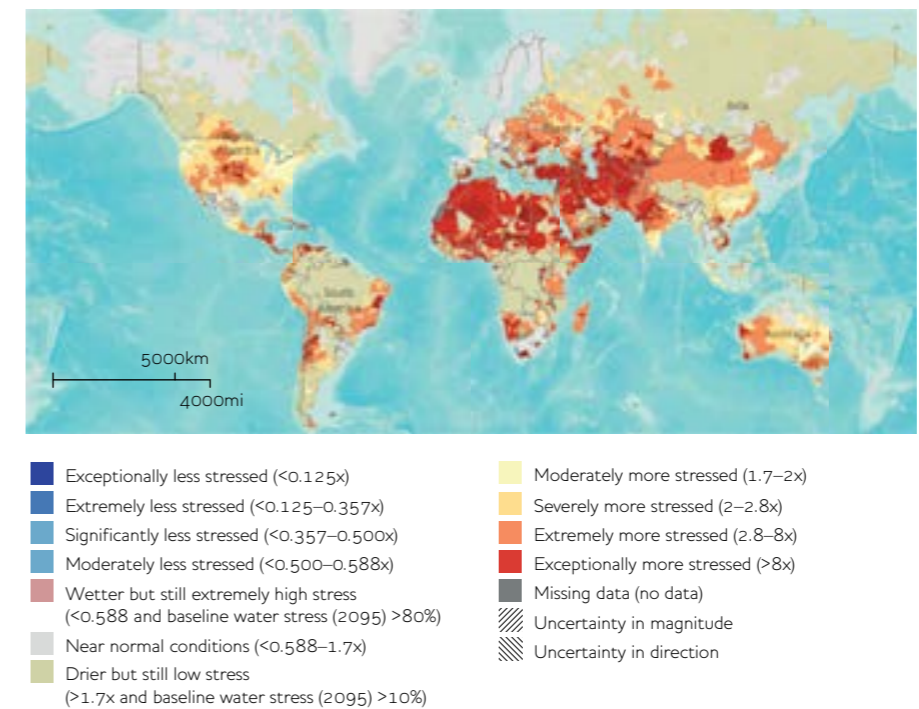 Asia
South
America
Australia
5000km
4000mi
Exceptionally less stressed (<0.125x)
Extremely less stressed (<0.125–0.357x)
Significantly less stressed (<0.357–0.500x)
Moderately less stressed (<0.500–0.588x)
Wetter but still extremely high stress
(<0.588 and baseline water stress (2095) >80%)
Near normal conditions (<0.588–1.7x)
Drier but still low stress
(>1.7x and baseline water stress (2095) >10%)
Moderately more stressed (1.7–2x)
Severely more stressed (2–2.8x)
Extremely more stressed (2.8–8x)
Exceptionally more stressed (>8x)
Missing data (no data)
Uncertainty in magnitude
Uncertainty in direction